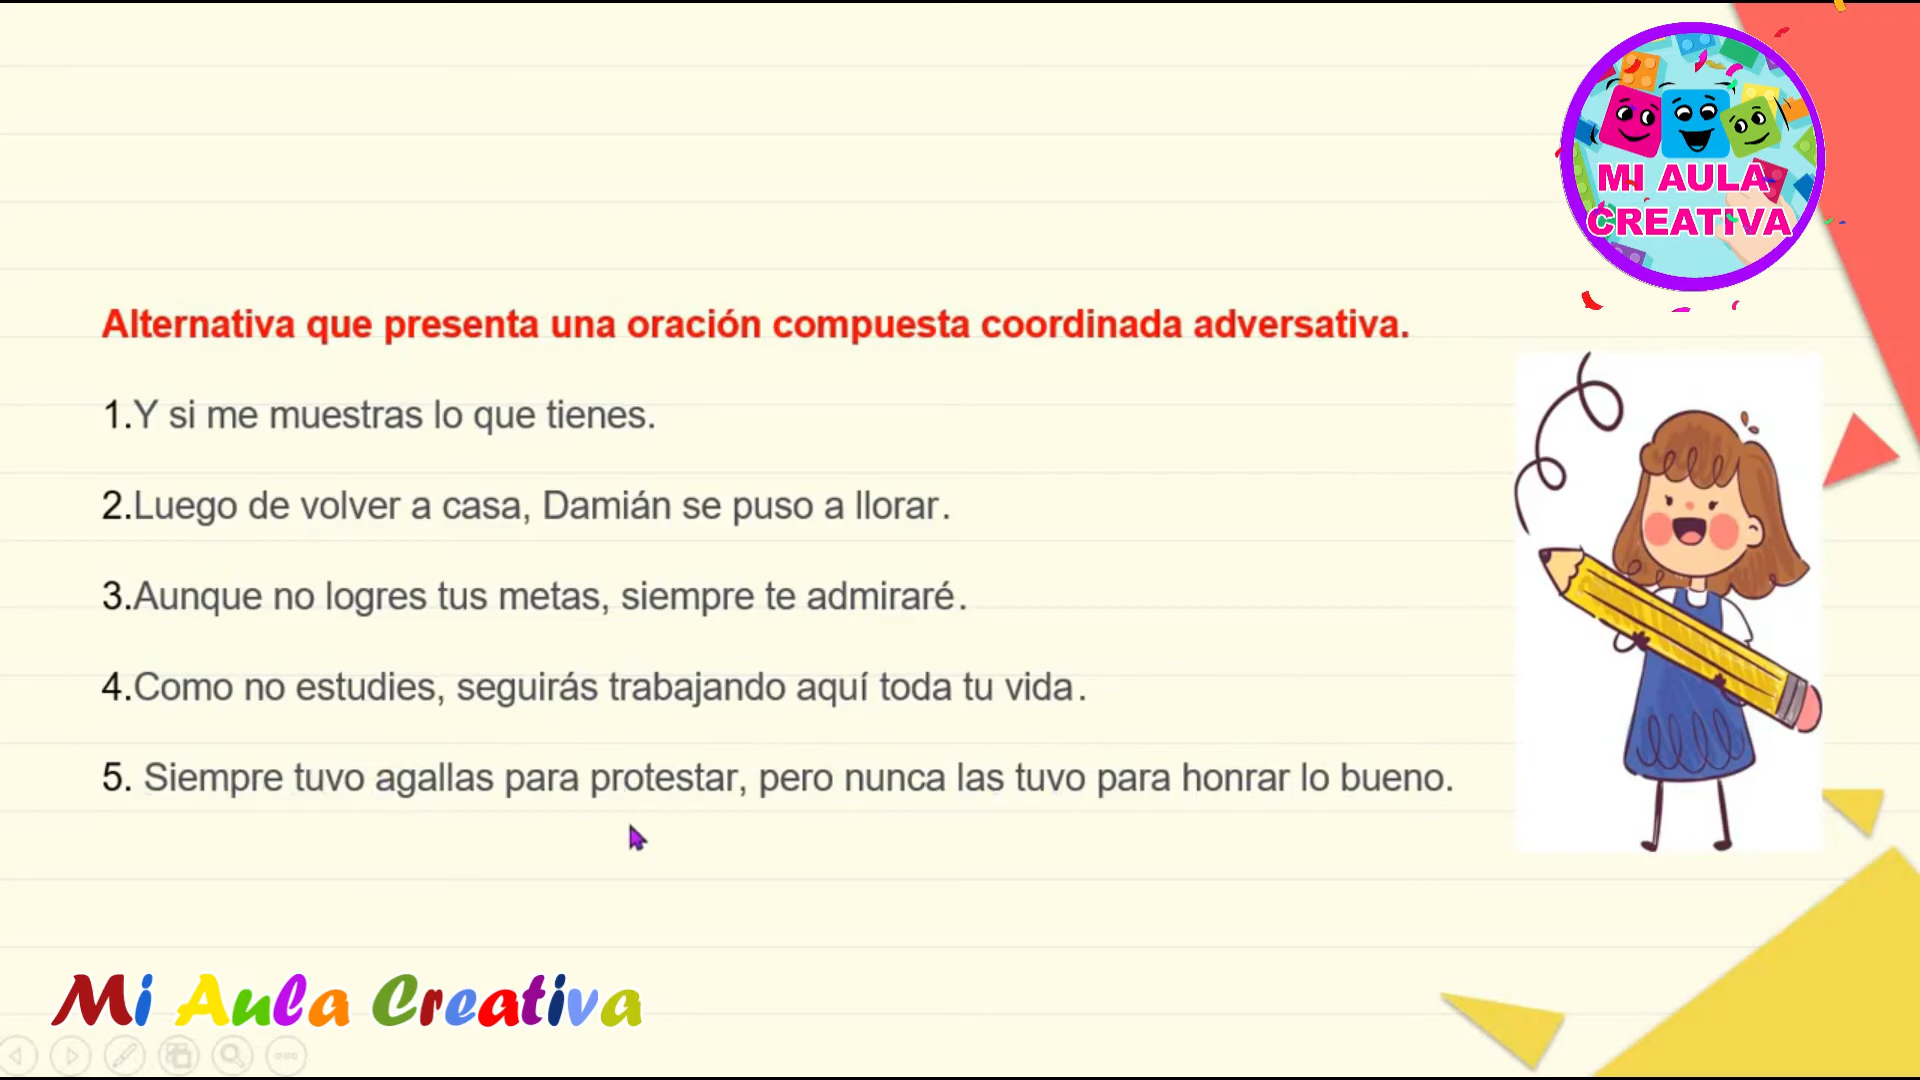 MI AULA
CREATIVA
Alternativa que presenta una oración compuesta coordinada adversativa.
1.Y si me muestras lo que tienes.
2.Luego de volver a casa, Damián se puso a llorar.
3.Aunque no logres tus metas, siempre te admiraré.
4.Como no estudies, seguirás trabajando aquí toda tu vida.
5. Siempre tuvo agallas para protestar, pero nunca las tuvo para honrar lo bueno.
Mi Aula Creativa